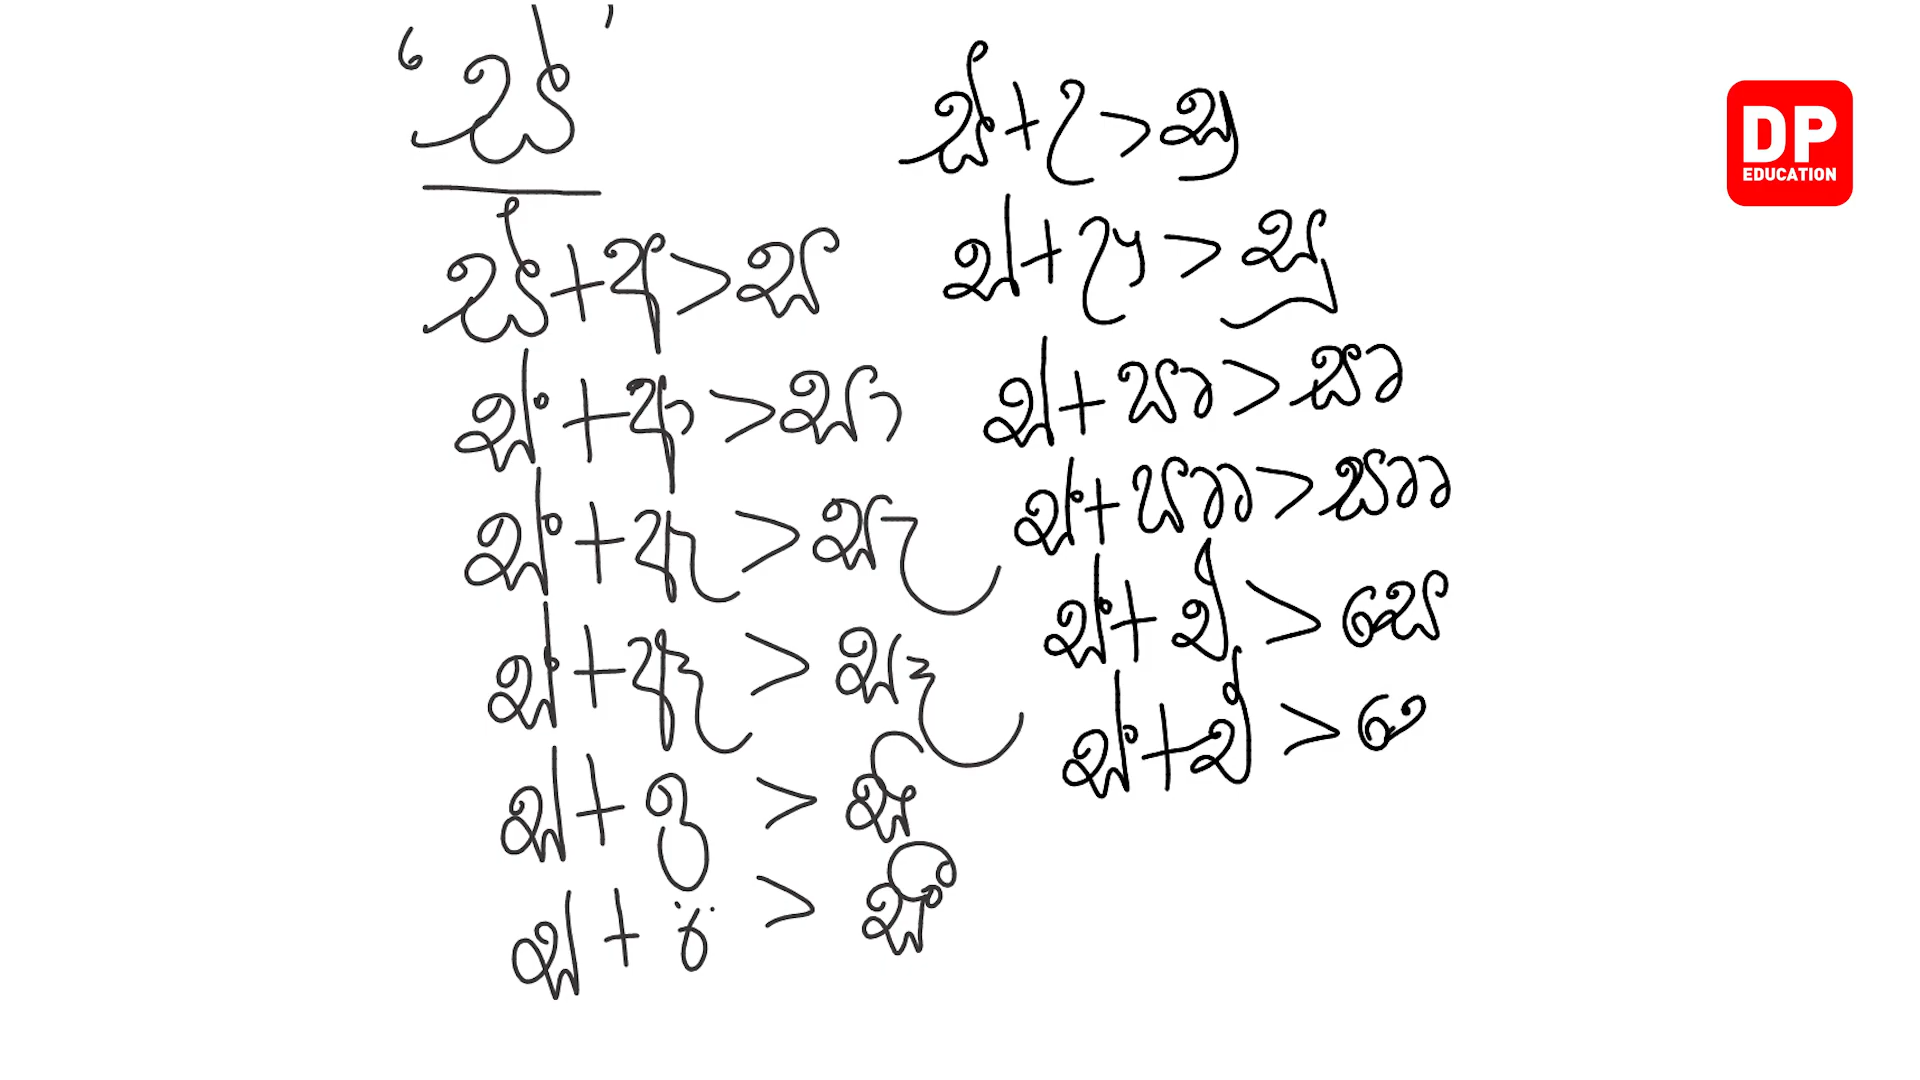 ‘ස්’
ස් + අ > ස
ස් + ආ > සා
ස් + ඇ > සැ
ස් + ඈ > සෑ
ස් + ඉ > සි
ස් + ඊ > සී
ස් + උ > සු
ස් + ඌ > සූ
ස් + ඍ > සෘ
ස් + ඎ > සෲ
ස් + එ > සෙ
ස් + ඒ > ෙ
DP
EDUCATION